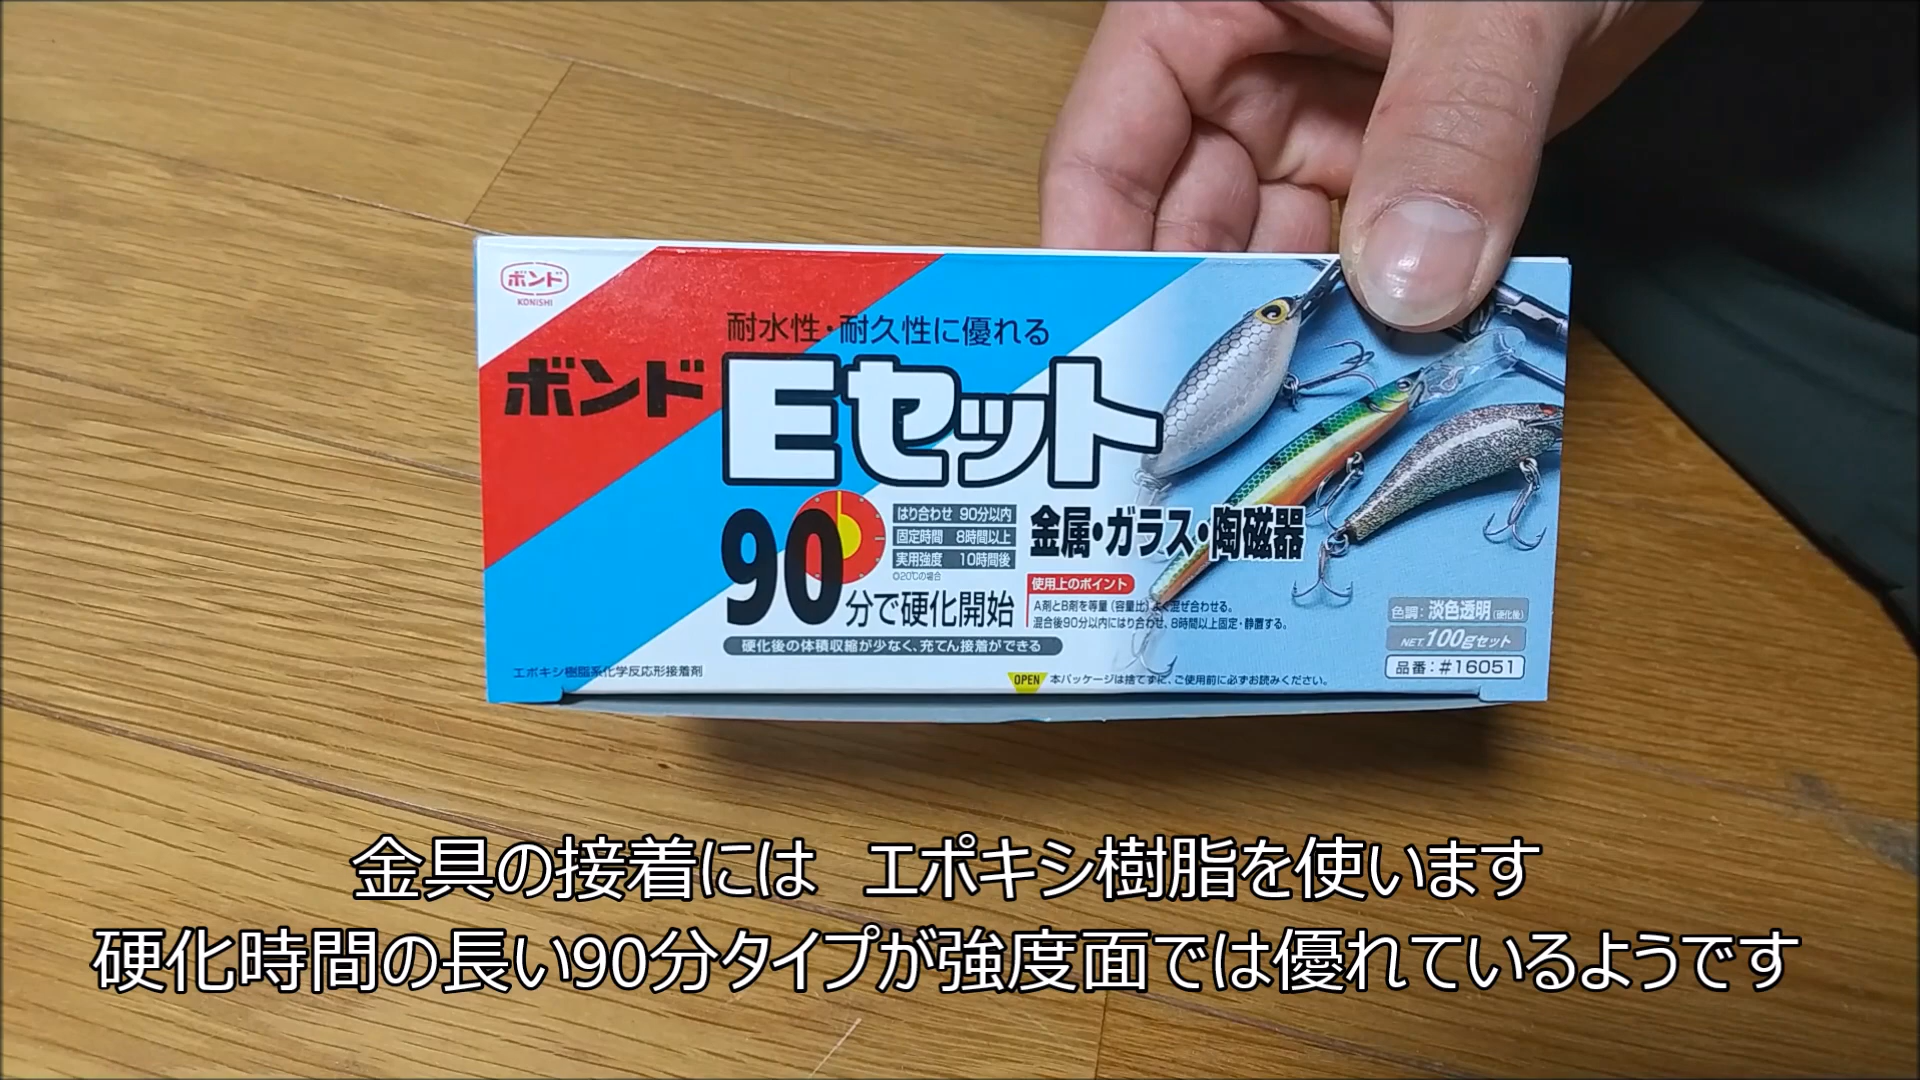 ボンド
KONISHI
耐水性・耐久性に優れる
ボンド Eセット
90分で硬化開始
はり合わせ 90分以内
固定時間 8時間以上
実用強度 10時間後
◎20℃の場合
金属・ガラス・陶磁器
使用上のポイント
A剤とB剤を等量(容量比)よく混ぜ合わせる。
混合後90分以内にはり合わせ、8時間以上固定・静置する。
硬化後の体積収縮が少なく、充てん接着ができる
色調:淡色透明(硬化後)
NET.100gセット
品番:#16051
エポキシ樹脂系化学反応形接着剤
OPEN 本パッケージは捨てずに、ご使用前に必ずお読みください。
金具の接着には エポキシ樹脂を使います
硬化時間の長い90分タイプが強度面では優れているようです